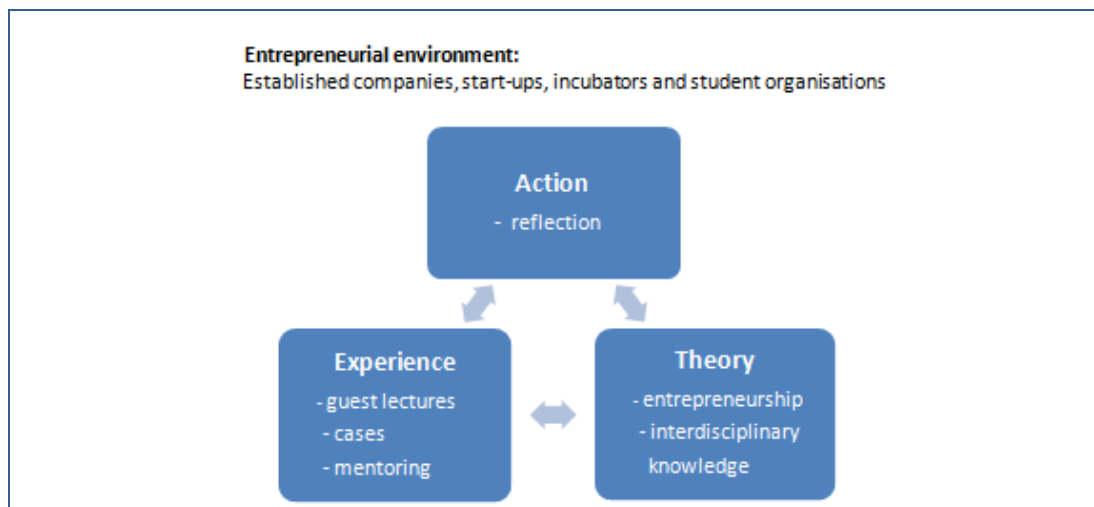 Entrepreneurial environment:
Established companies, start-ups, incubators and student organisations
Action
- reflection
Experience
- guest lectures
- cases
- mentoring
Theory
- entrepreneurship
- interdisciplinary
knowledge